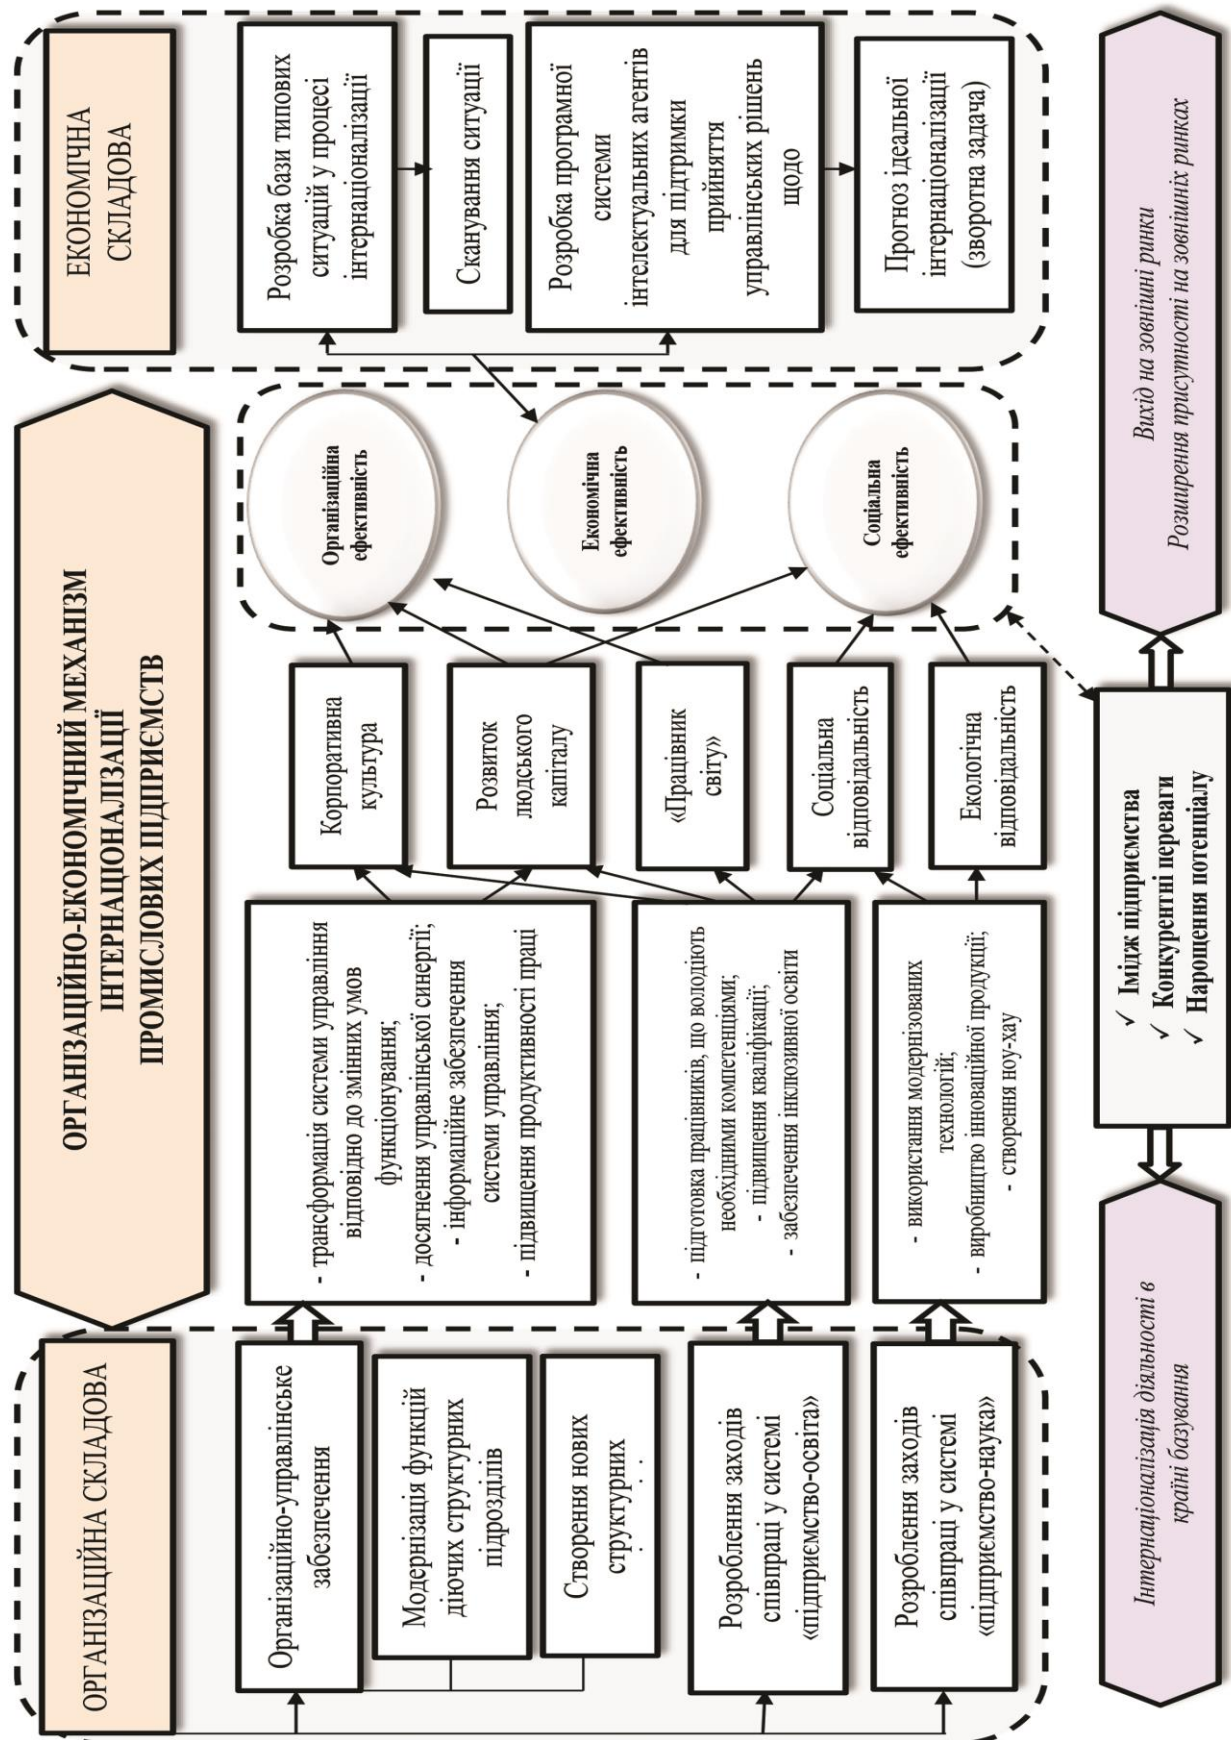 ОРГАНІЗАЦІЙНА СКЛАДОВА
ОРГАНІЗАЦІЙНО-ЕКОНОМІЧНИЙ МЕХАНІЗМ
ІНТЕРНАЦІОНАЛІЗАЦІЇ
ПРОМИСЛОВИХ ПІДПРИЄМСТВ
ЕКОНОМІЧНА
СКЛАДОВА
Організаційно-управлінське
забезпечення
Модернізація функцій
діючих структурних
підрозділів
Створення нових
структурних
Розроблення заходів
співпраці у системі
«підприємство-освіта»
Розроблення заходів
співпраці у системі
«підприємство-наука»
- трансформація системи управління
відповідно до змінних умов
функціонування;
- досягнення управлінської синергії;
- інформаційне забезпечення
системи управління;
- підвищення продуктивності праці
- підготовка працівників, що володіють
необхідними компетенціями;
- підвищення кваліфікації;
- забезпечення інклюзивної освіти
- використання модернізованих
технологій;
- виробництво інноваційної продукції;
- створення ноу-хау
Корпоративна
культура
Розвиток
людського
капіталу
«Працівник
світу»
Соціальна
відповідальність
Екологічна
відповідальність
Організаційна
ефективність
Економічна
ефективність
Соціальна
ефективність
Розробка бази типових
ситуацій у процесі
інтернаціоналізації
Сканування ситуації
Розробка програмної
системи
інтелектуальних агентів
для підтримки
прийняття
управлінських рішень
щодо
Прогноз ідеальної
інтернаціоналізації
(зворотна задача)
Інтернаціоналізація діяльності в
країні базування
✓ Імідж підприємства
✓ Конкурентні переваги
✓ Нарощення потенціалу
Вихід на зовнішні ринки
Розширення присутності на зовнішніх ринках